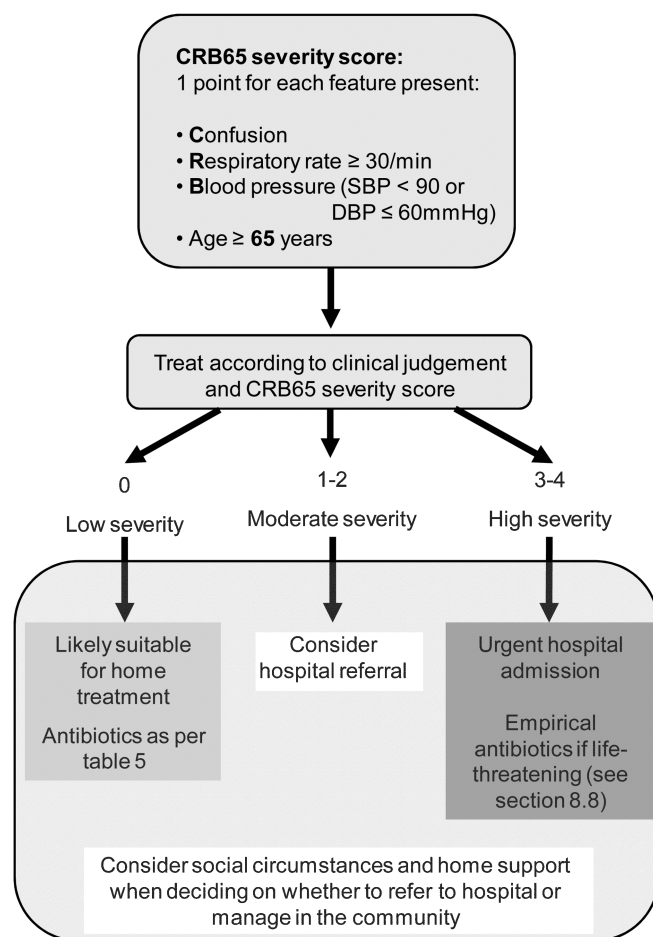 CRB65 severity score:
1 point for each feature present:
• Confusion
• Respiratory rate ≥ 30/min
• Blood pressure (SBP < 90 or
DBP ≤ 60mmHg)
• Age ≥ 65 years
Treat according to clinical judgement
and CRB65 severity score
0
Low severity
1-2
Moderate severity
3-4
High severity
Likely suitable
for home
treatment
Antibiotics as per
table 5
Consider
hospital referral
Urgent hospital
admission
Empirical
antibiotics if life-
threatening (see
section 8.8)
Consider social circumstances and home support
when deciding on whether to refer to hospital or
manage in the community